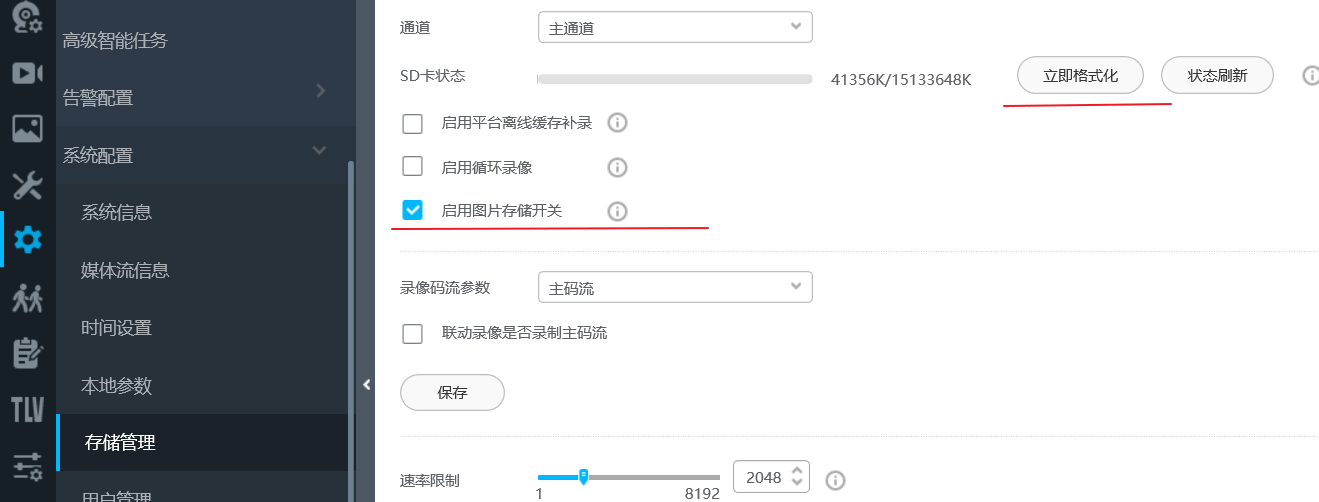 高级智能任务
告警配置
系统配置
系统信息
媒体流信息
时间设置
本地参数
存储管理
用户管理
TLV
通道
主通道
SD卡状态
41356K/15133648K
立即格式化
状态刷新
启用平台离线缓存补录
启用循环录像
启用图片存储开关
录像码流参数
主码流
联动录像是否录制主码流
保存
速率限制
2048
1
8192